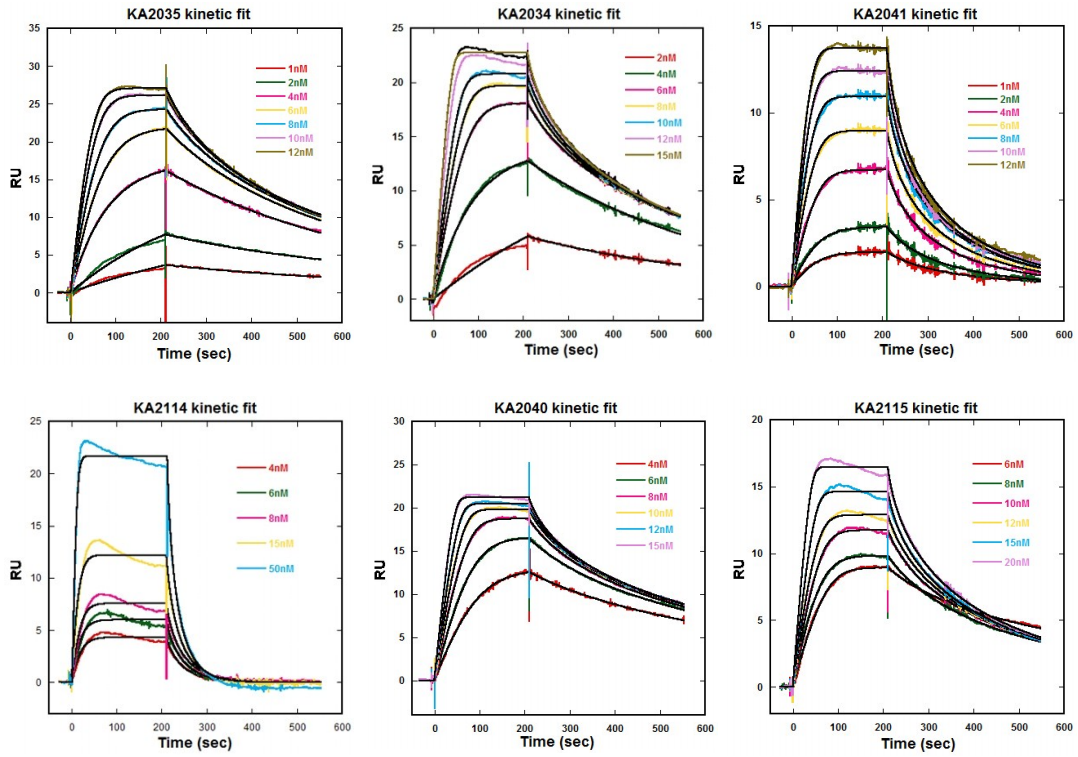 KA2035 kinetic fit
35
30
25
20
15
10
5
0
RU
1nM
2nM
4nM
6nM
8nM
10nM
12nM
0 100 200 300 400 500 600
Time (sec)
KA2034 kinetic fit
25
20
15
10
5
0
RU
2nM
4nM
6nM
8nM
10nM
12nM
15nM
0 100 200 300 400 500 600
Time (sec)
KA2041 kinetic fit
15
10
5
0
RU
1nM
2nM
4nM
6nM
8nM
10nM
12nM
0 100 200 300 400 500 600
Time (sec)
KA2114 kinetic fit
25
20
15
10
5
0
RU
4nM
6nM
8nM
15nM
50nM
0 100 200 300 400 500 600
Time (sec)
KA2040 kinetic fit
30
25
20
15
10
5
0
RU
4nM
6nM
8nM
10nM
12nM
15nM
0 100 200 300 400 500 600
Time (sec)
KA2115 kinetic fit
20
15
10
5
0
RU
6nM
8nM
10nM
12nM
15nM
20nM
0 100 200 300 400 500 600
Time (sec)